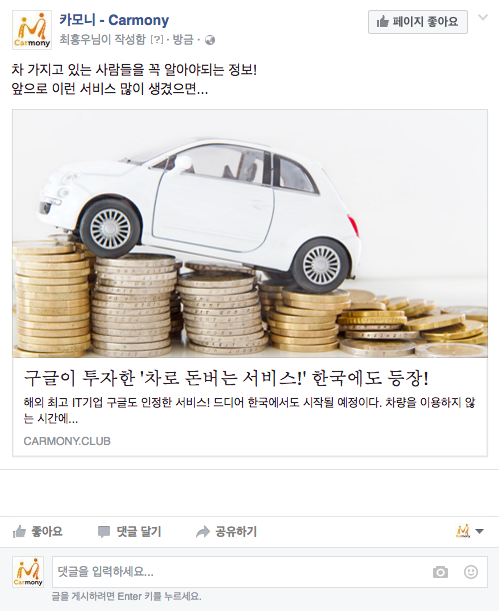 카모니 - Carmony
페이지 좋아요
최홍우님이 작성함 [?] · 방금 ·
Carmony
차 가지고 있는 사람들을 꼭 알아야되는 정보!
앞으로 이런 서비스 많이 생겼으면...
구글이 투자한 '차로 돈버는 서비스!' 한국에도 등장!
해외 최고 IT기업 구글도 인정한 서비스! 드디어 한국에서도 시작될 예정이다. 차량을 이용하지 않
는 시간에...
CARMONY.CLUB
좋아요 댓글 달기 공유하기
Carmony
댓글을 입력하세요...
글을 게시하려면 Enter 키를 누르세요.